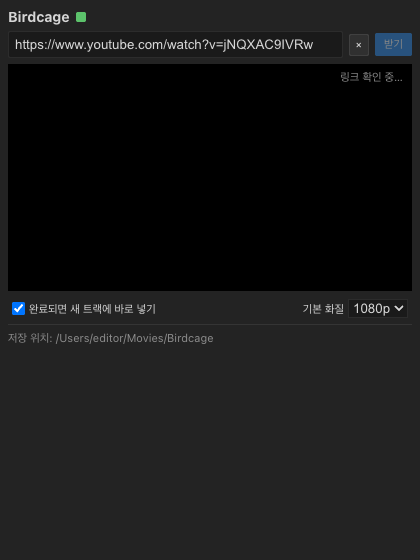 Birdcage
https://www.youtube.com/watch?v=jNQXAC9IVRw × 받기
링크 확인 중...
완료되면 새 트랙에 바로 넣기 기본 화질 1080p
저장 위치: /Users/editor/Movies/Birdcage